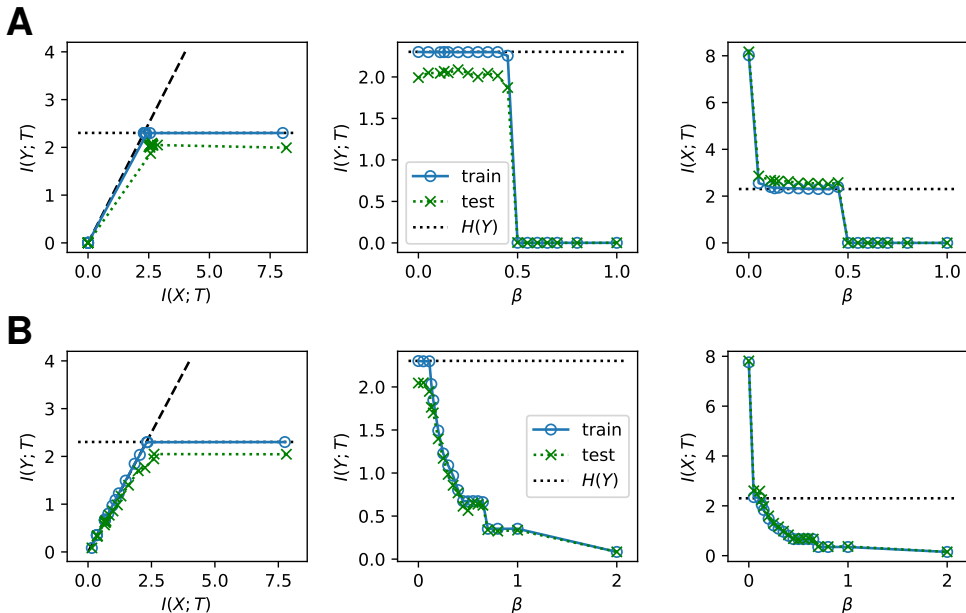 A
4
3
2
1
0
I(Y; T)
0.0
2.5
5.0
7.5
I(X; T)
2.0
1.5
1.0
0.5
0.0
I(Y; T)
train
test
H(Y)
0.0
0.5
1.0
β
8
6
4
2
0
I(X; T)
0.0
0.5
1.0
β
B
4
3
2
1
0
I(Y; T)
0.0
2.5
5.0
7.5
I(X; T)
2.0
1.5
1.0
0.5
0.0
I(Y; T)
train
test
H(Y)
0
1
2
β
8
6
4
2
0
I(X; T)
0
1
2
β